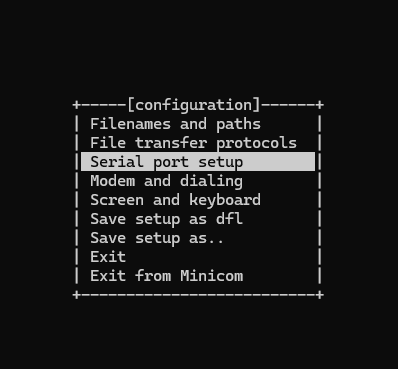 +-----[configuration]------+
| Filenames and paths      |
| File transfer protocols  |
| Serial port setup        |
| Modem and dialing        |
| Screen and keyboard      |
| Save setup as dfl        |
| Save setup as..          |
| Exit                     |
| Exit from Minicom        |
+--------------------------+